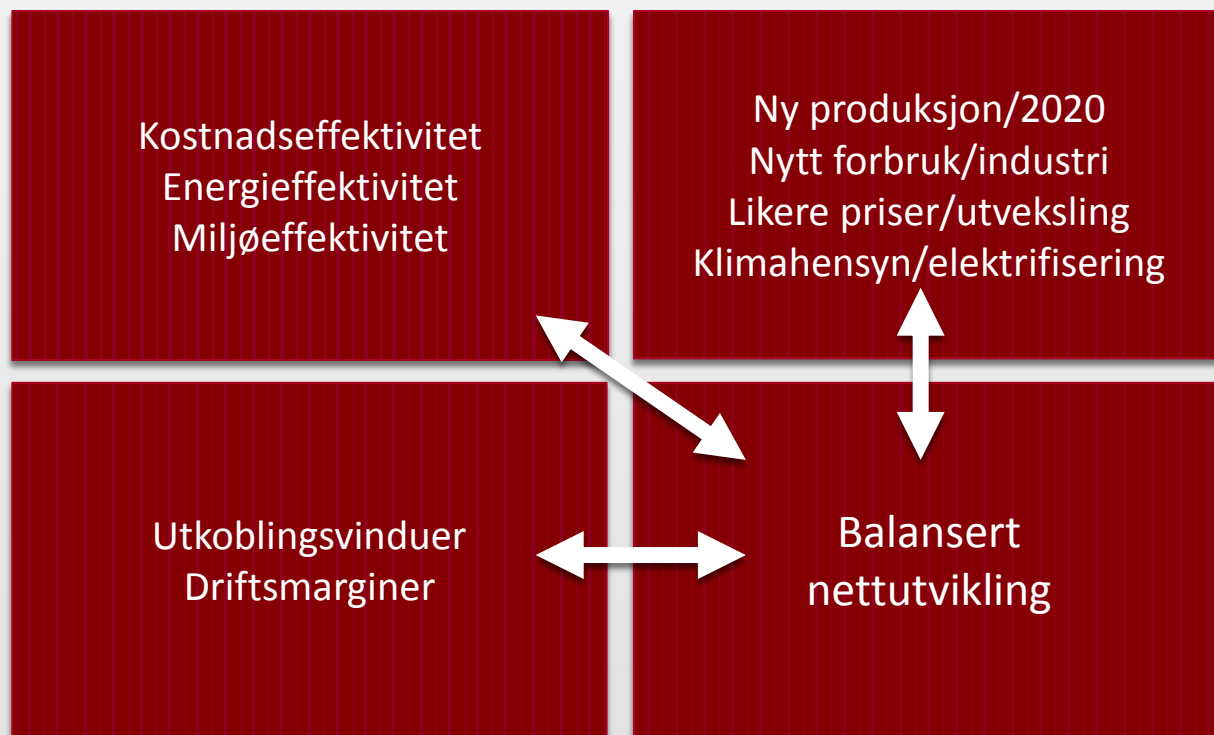 Kostnadseffektivitet
Energieffektivitet
Miljøeffektivitet
Ny produksjon/2020
Nytt forbruk/industri
Likere priser/utveksling
Klimahensyn/elektrifisering
Utkoblingsvinduer
Driftsmarginer
Balansert
nettutvikling